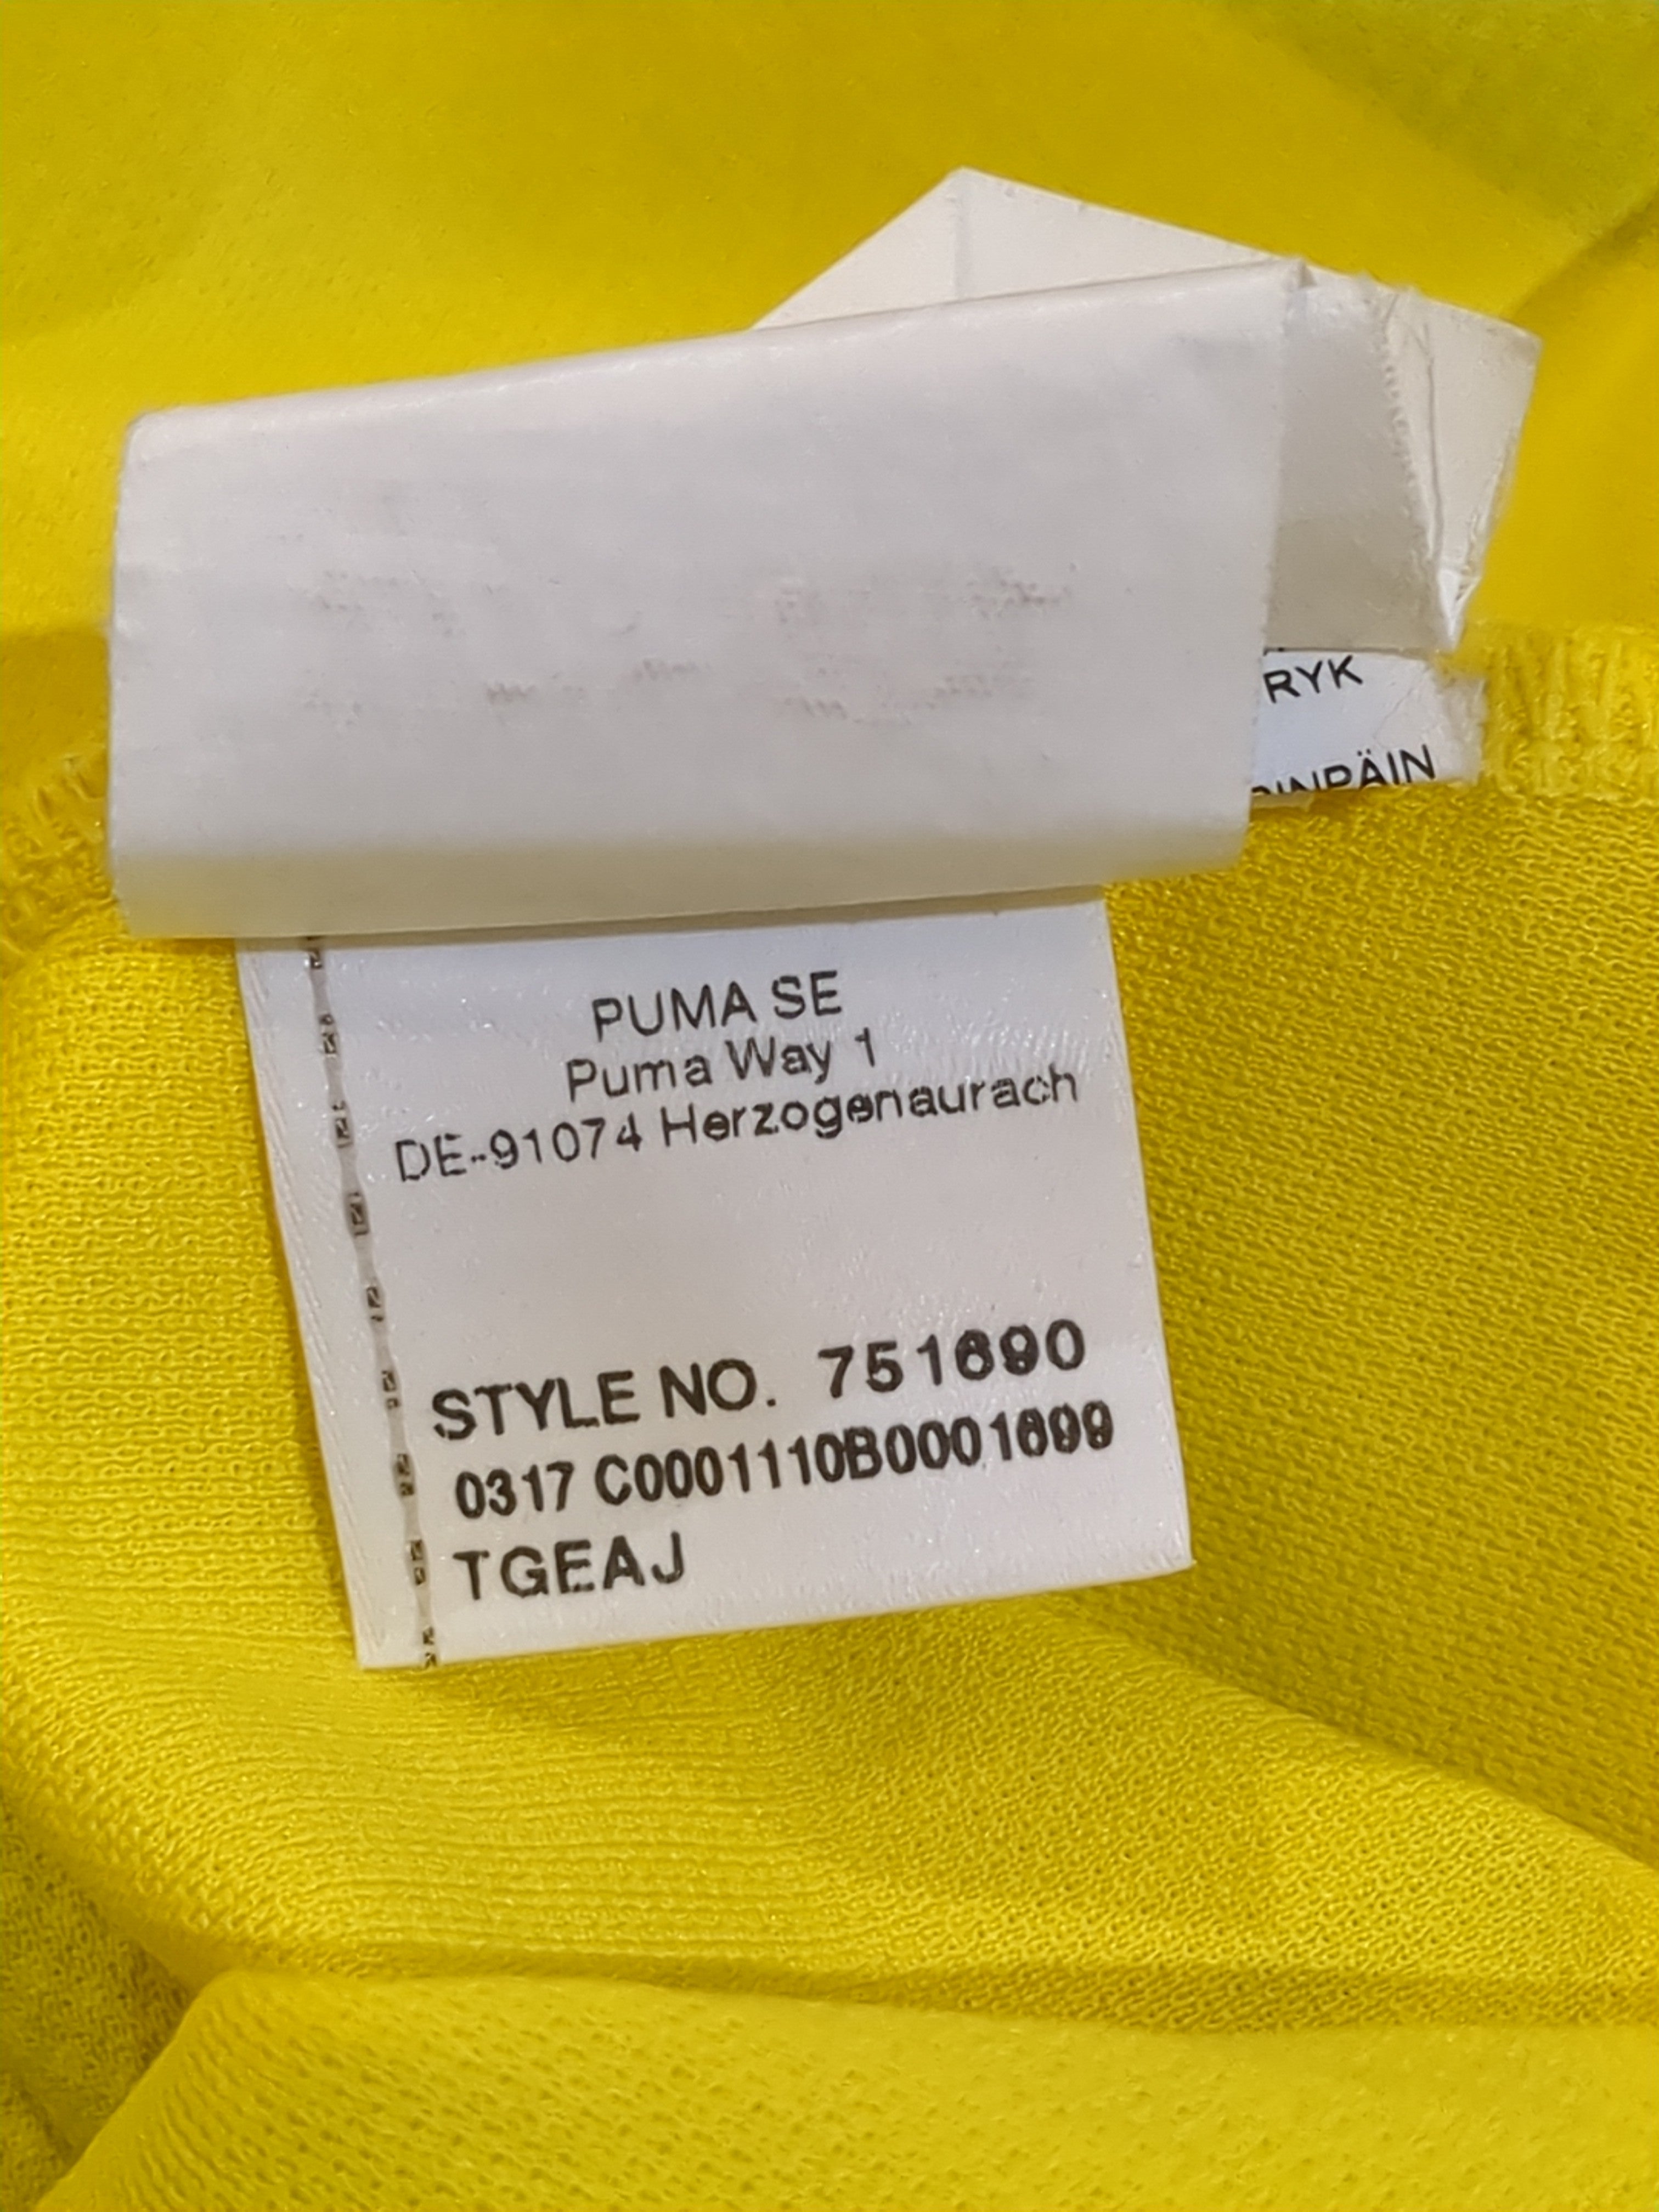 RYK
PUMA SE
Puma Way 1
DE-91074 Herzogenaurach
STYLE NO. 751690
0317 C0001110B0001699
TGEAJ